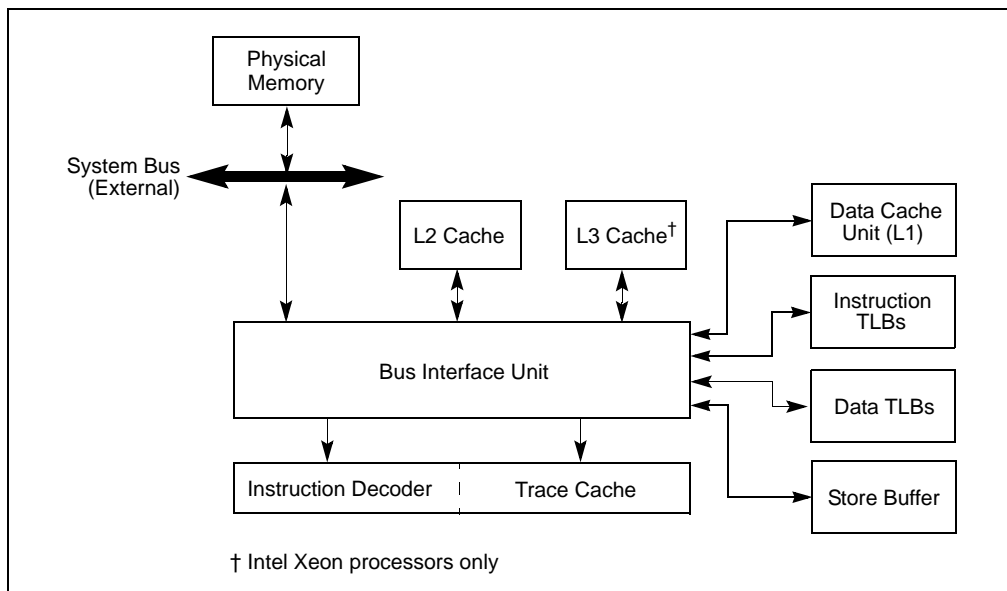 Physical
Memory
System Bus
(External)
L2 Cache
L3 Cache†
Data Cache
Unit (L1)
Instruction
TLBs
Bus Interface Unit
Data TLBs
Instruction Decoder
Trace Cache
Store Buffer
† Intel Xeon processors only